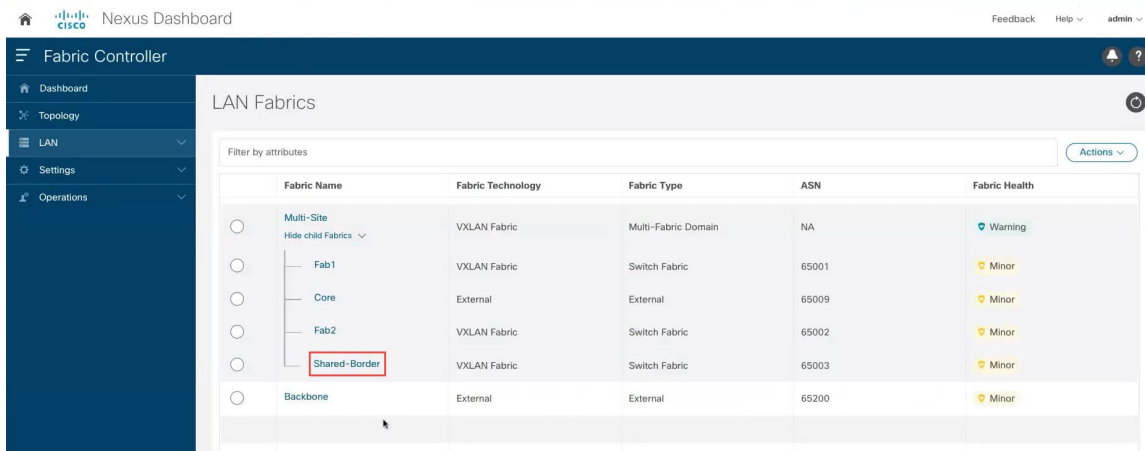 CISCO Nexus Dashboard
Feedback Help admin
Fabric Controller
?
Dashboard
Topology
LAN
Settings
Operations
LAN Fabrics
Filter by attributes
Actions
Fabric Name Fabric Technology Fabric Type ASN Fabric Health
Multi-Site
Hide child Fabrics
VXLAN Fabric Multi-Fabric Domain NA Warning
Fab1 VXLAN Fabric Switch Fabric 65001 Minor
Core External External 65009 Minor
Fab2 VXLAN Fabric Switch Fabric 65002 Minor
Shared-Border VXLAN Fabric Switch Fabric 65003 Minor
Backbone External External 65200 Minor